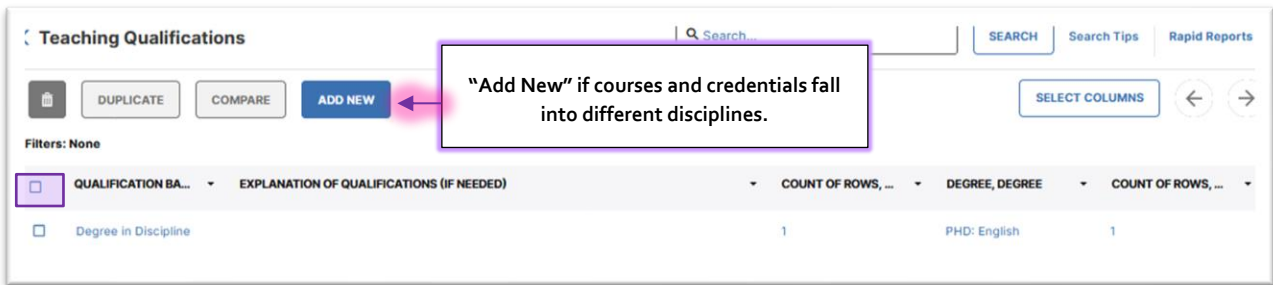 Teaching Qualifications
Search...
SEARCH
Search Tips
Rapid Reports
DUPLICATE
COMPARE
ADD NEW
“Add New” if courses and credentials fall
into different disciplines.
SELECT COLUMNS
Filters: None
QUALIFICATION BA...
EXPLANATION OF QUALIFICATIONS (IF NEEDED)
COUNT OF ROWS, ...
DEGREE, DEGREE
COUNT OF ROWS, ...
Degree in Discipline
1
PHD: English
1